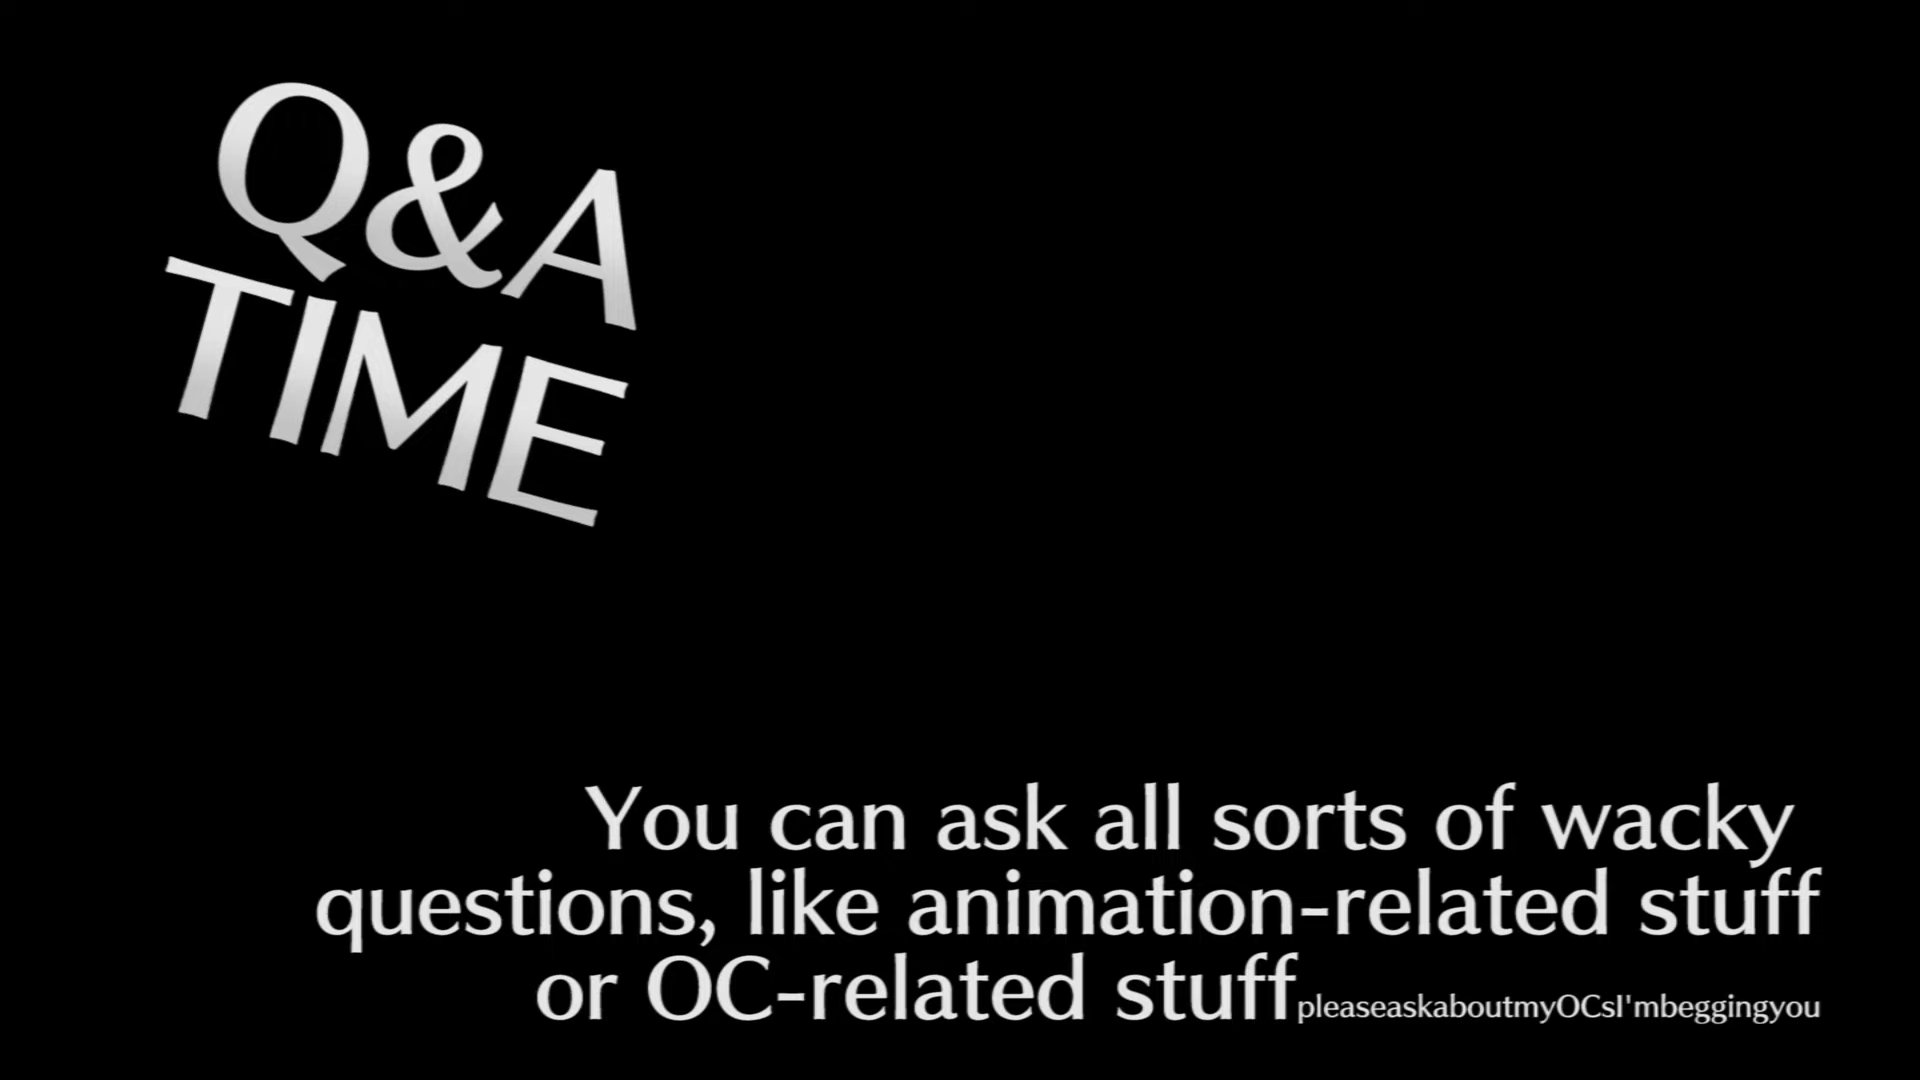 Q&A
TIME
You can ask all sorts of wacky
questions, like animation-related stuff
or OC-related stuffpleaseaskaboutmyOCsI'mbeggingyou